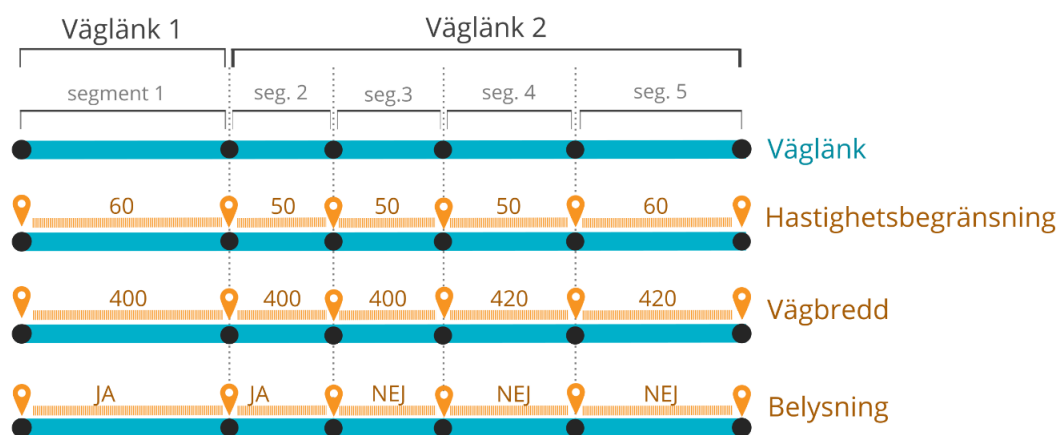 Väglänk 1 Väglänk 2
segment 1 seg. 2 seg.3 seg. 4 seg. 5
Väglänk
60 50 50 50 60 Hastighetsbegränsning
400 400 400 420 420 Vägbredd
JA JA NEJ NEJ NEJ Belysning